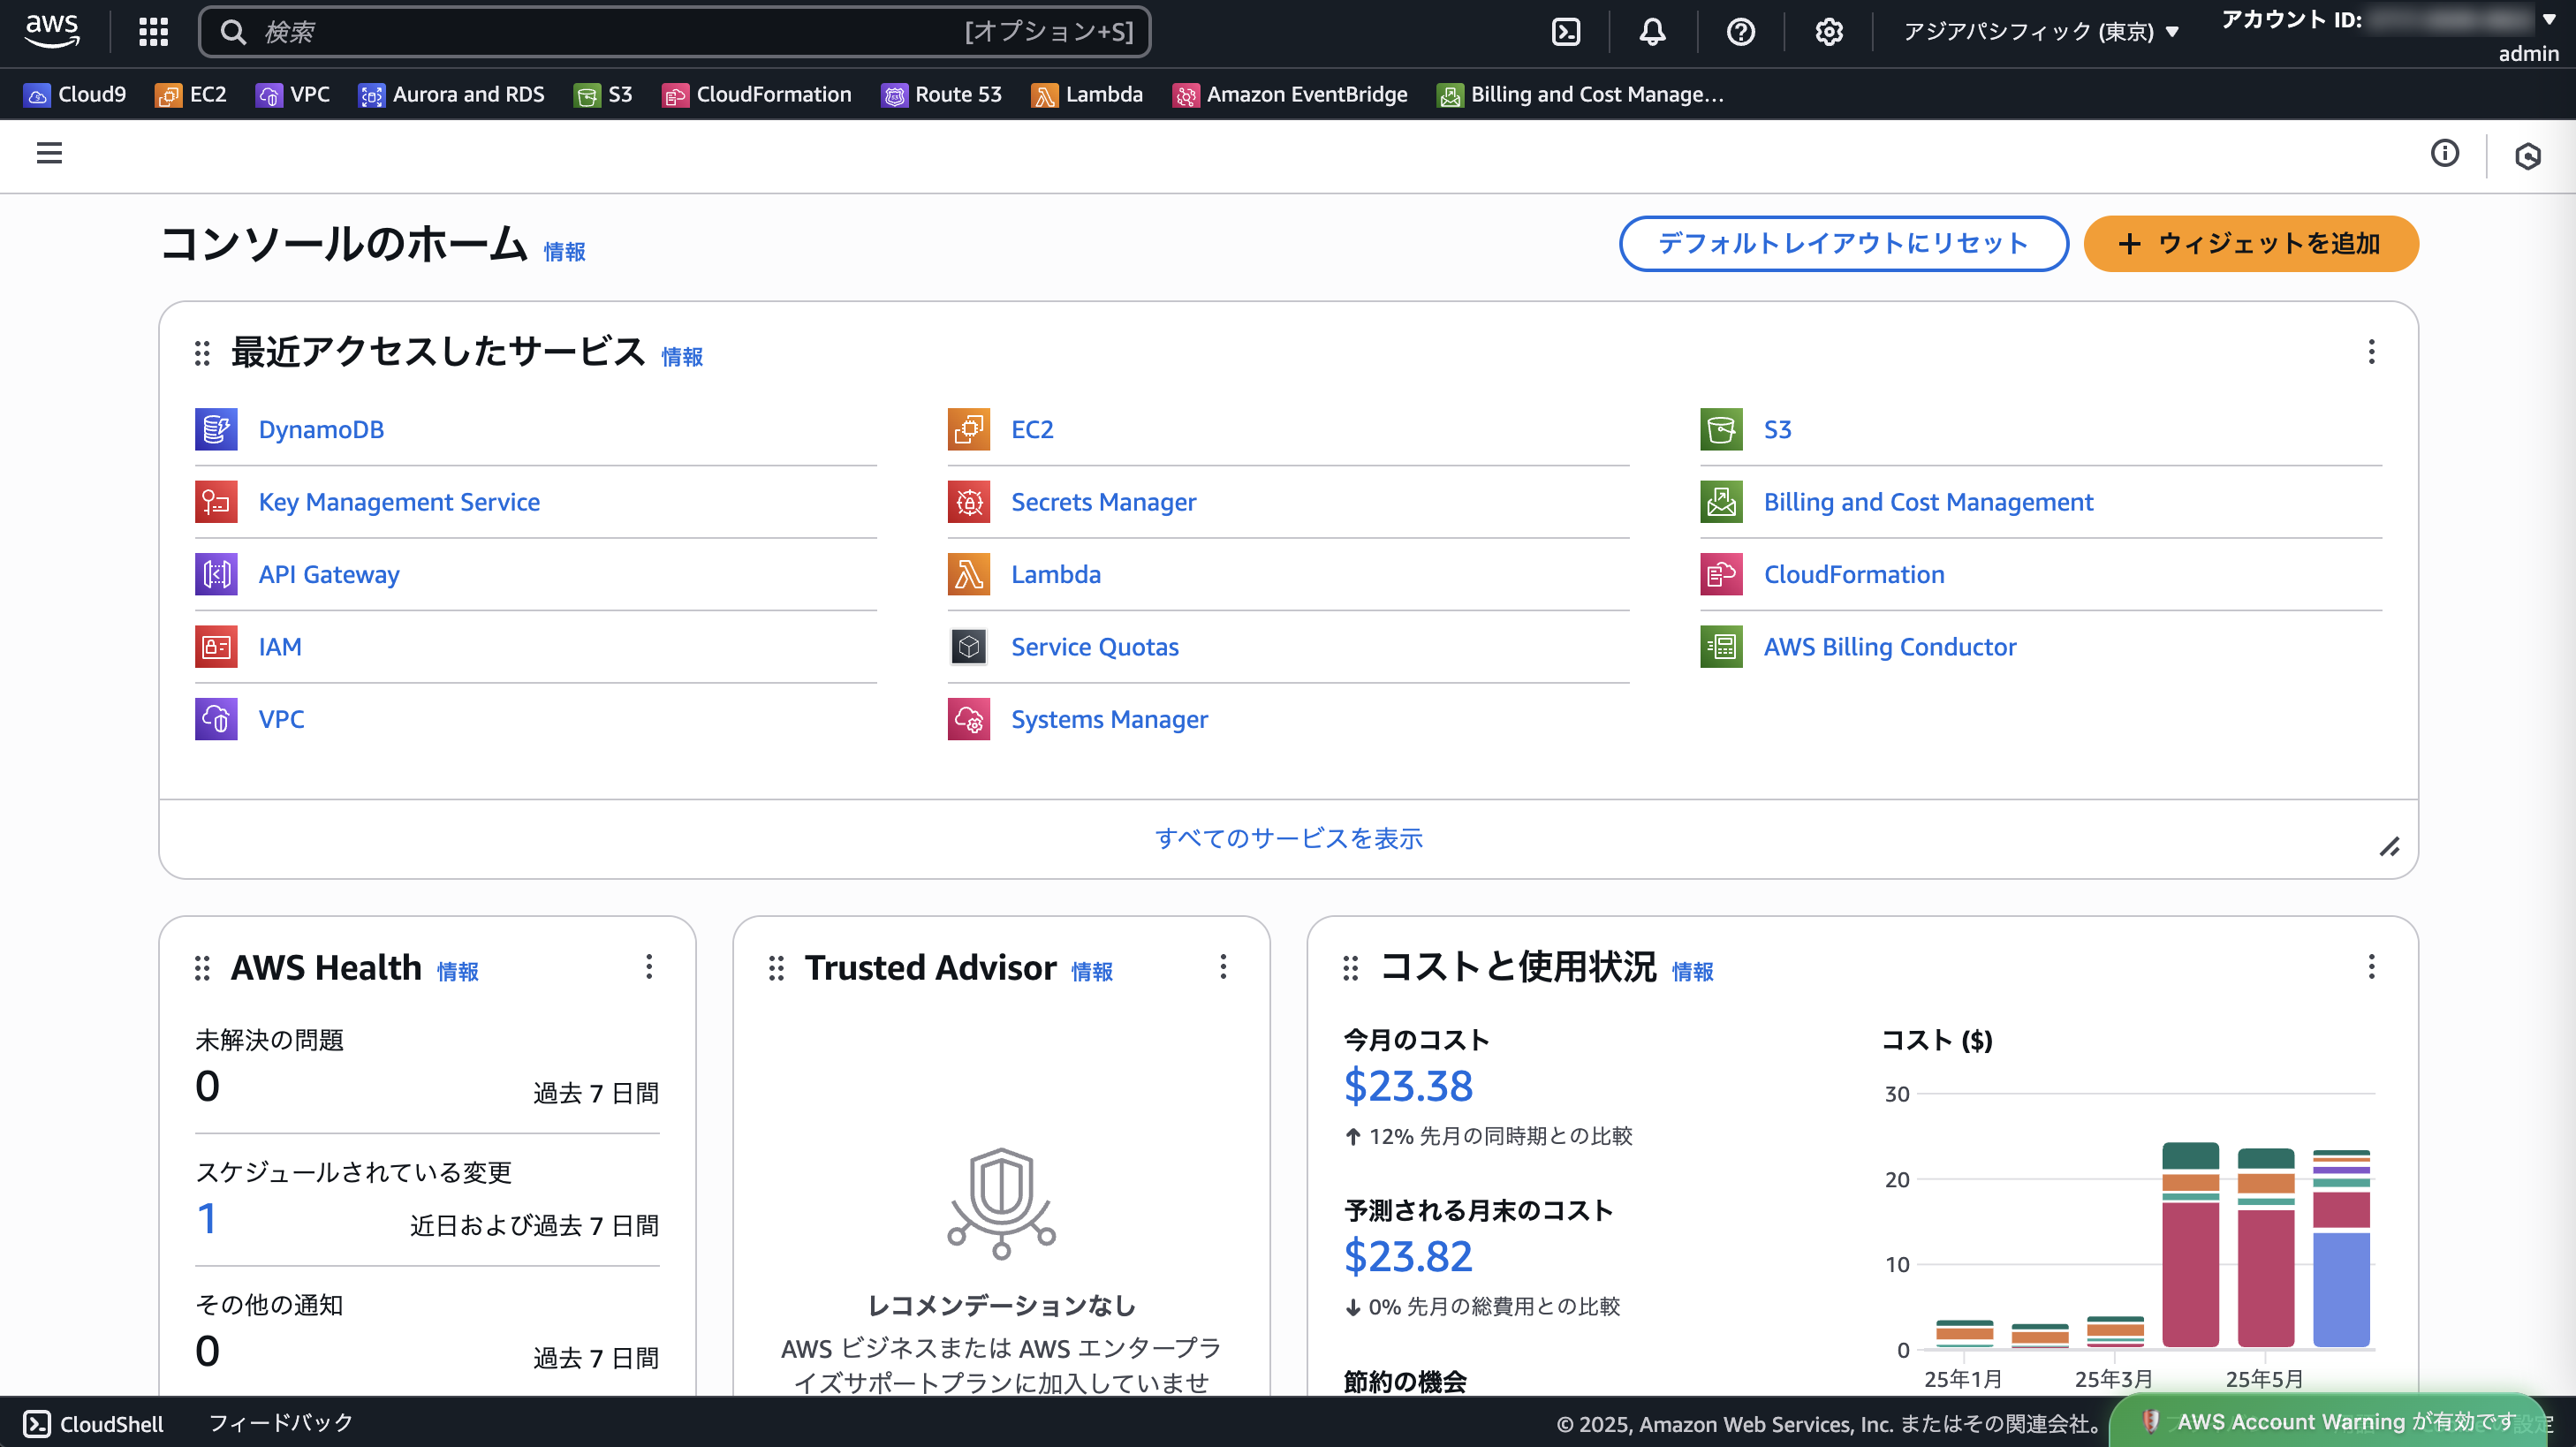 aws
検索
[オプション+S]
アジアパシフィック (東京)
アカウント ID:
admin
Cloud9
EC2
VPC
Aurora and RDS
S3
CloudFormation
Route 53
Lambda
Amazon EventBridge
Billing and Cost Manage…
コンソールのホーム 情報
デフォルトレイアウトにリセット
ウィジェットを追加
最近アクセスしたサービス 情報
DynamoDB
EC2
S3
Key Management Service
Secrets Manager
Billing and Cost Management
API Gateway
Lambda
CloudFormation
IAM
Service Quotas
AWS Billing Conductor
VPC
Systems Manager
すべてのサービスを表示
AWS Health 情報
未解決の問題
0
過去 7 日間
スケジュールされている変更
1
近日および過去 7 日間
その他の通知
0
過去 7 日間
Trusted Advisor 情報
レコメンデーションなし
AWS ビジネスまたは AWS エンタープラ
イズサポートプランに加入していませ
コストと使用状況 情報
今月のコスト
$23.38
12% 先月の同時期との比較
予測される月末のコスト
$23.82
0% 先月の総費用との比較
節約の機会
コスト ($)
30
20
10
0
25年1月
25年3月
25年5月
CloudShell
フィードバック
© 2025, Amazon Web Services, Inc. またはその関連会社。
AWS Account Warning が有効です
設定